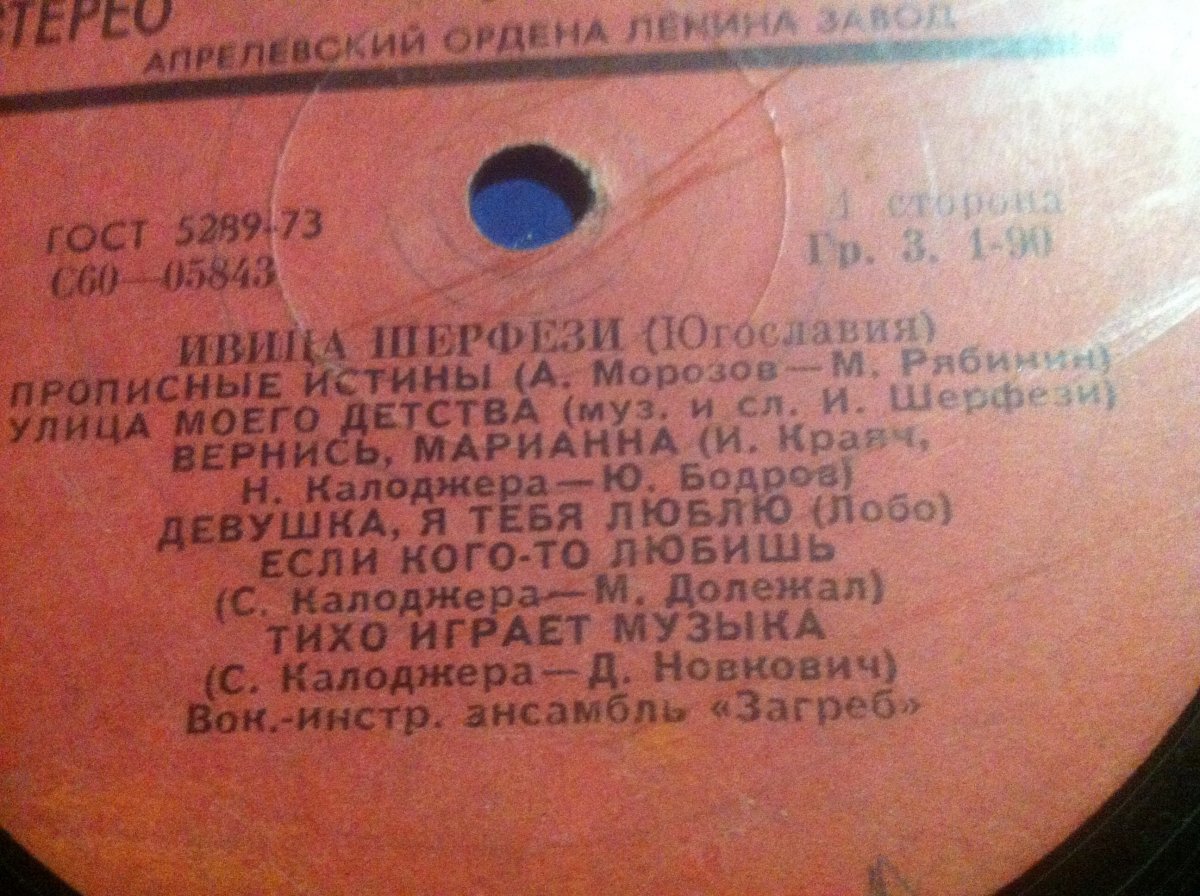 СТЕРЕО
АПРЕЛЕВСКИЙ ОРДЕНА ЛЕНИНА ЗАВОД
ГОСТ 5289-73
С60—05843
1 сторона
Гр. 3. 1-90
ИВИЦА ШЕРФЕЗИ (Югославия)
ПРОПИСНЫЕ ИСТИНЫ (А. Морозов—М. Рябинин)
УЛИЦА МОЕГО ДЕТСТВА (муз. и сл. И. Шерфези)
ВЕРНИСЬ, МАРИАННА (И. Краяч,
Н. Калоджера—Ю. Бодров)
ДЕВУШКА, Я ТЕБЯ ЛЮБЛЮ (Лобо)
ЕСЛИ КОГО-ТО ЛЮБИШЬ
(С. Калоджера—М. Долежал)
ТИХО ИГРАЕТ МУЗЫКА
(С. Калоджера—Д. Новкович)
Вок.-инстр. ансамбль «Загреб»